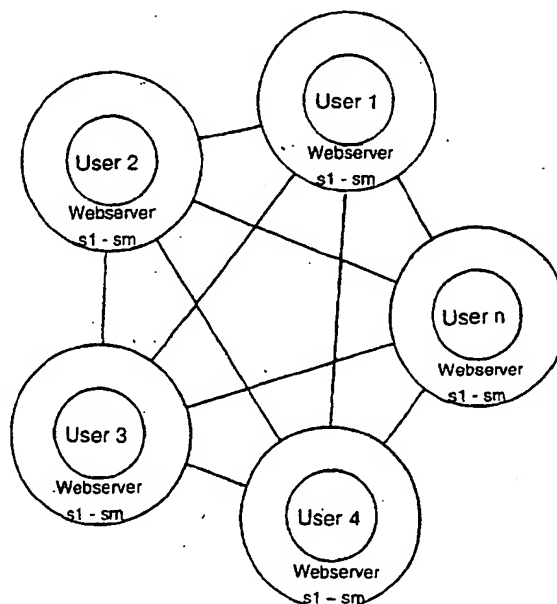 User 1
Webserver
s1 - sm
User 2
Webserver
s1 - sm
User n
Webserver
s1 - sm
User 3
Webserver
s1 - sm
User 4
Webserver
s1 - sm